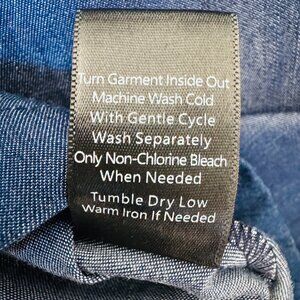 Turn Garment Inside Out
Machine Wash Cold
With Gentle Cycle
Wash Separately
Only Non-Chlorine Bleach
When Needed
Tumble Dry Low
Warm Iron If Needed